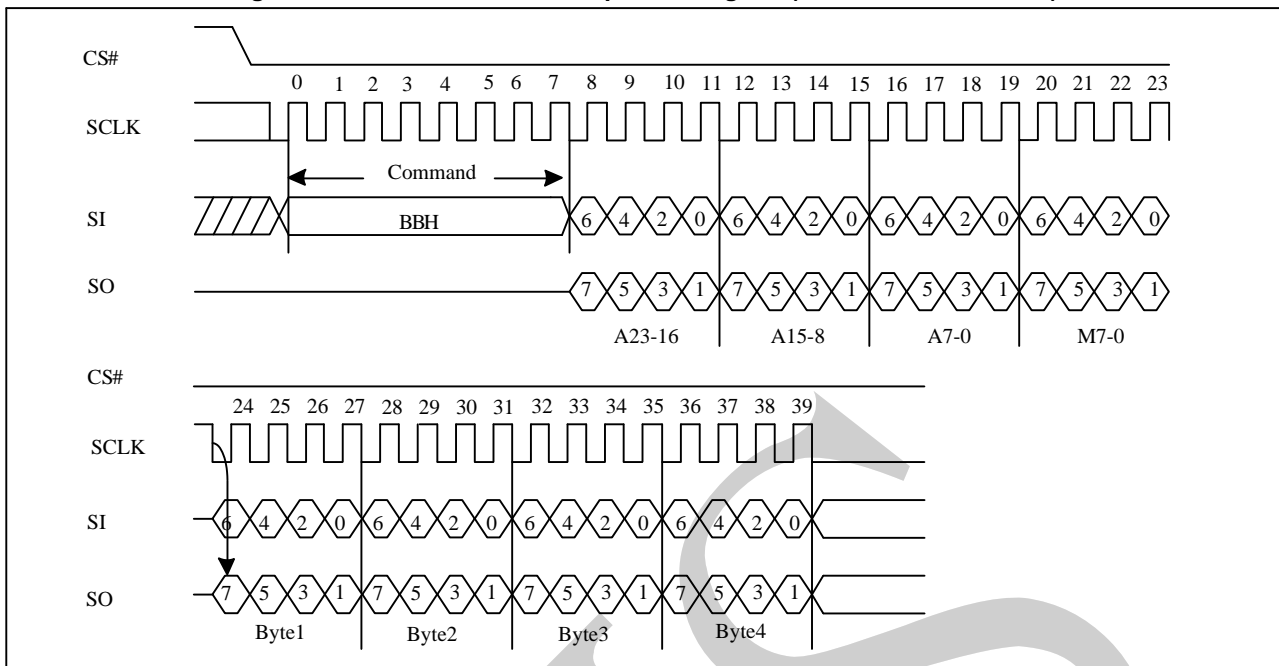 CS#
0 1 2 3 4 5 6 7 8 9 10 11 12 13 14 15 16 17 18 19 20 21 22 23
SCLK
Command
SI BBH 6 4 2 0 6 4 2 0 6 4 2 0 6 4 2 0
SO 7 5 3 1 7 5 3 1 7 5 3 1 7 5 3 1
A23-16 A15-8 A7-0 M7-0
CS#
24 25 26 27 28 29 30 31 32 33 34 35 36 37 38 39
SCLK
SI 6 4 2 0 6 4 2 0 6 4 2 0 6 4 2 0
SO 7 5 3 1 7 5 3 1 7 5 3 1 7 5 3 1
Byte1 Byte2 Byte3 Byte4